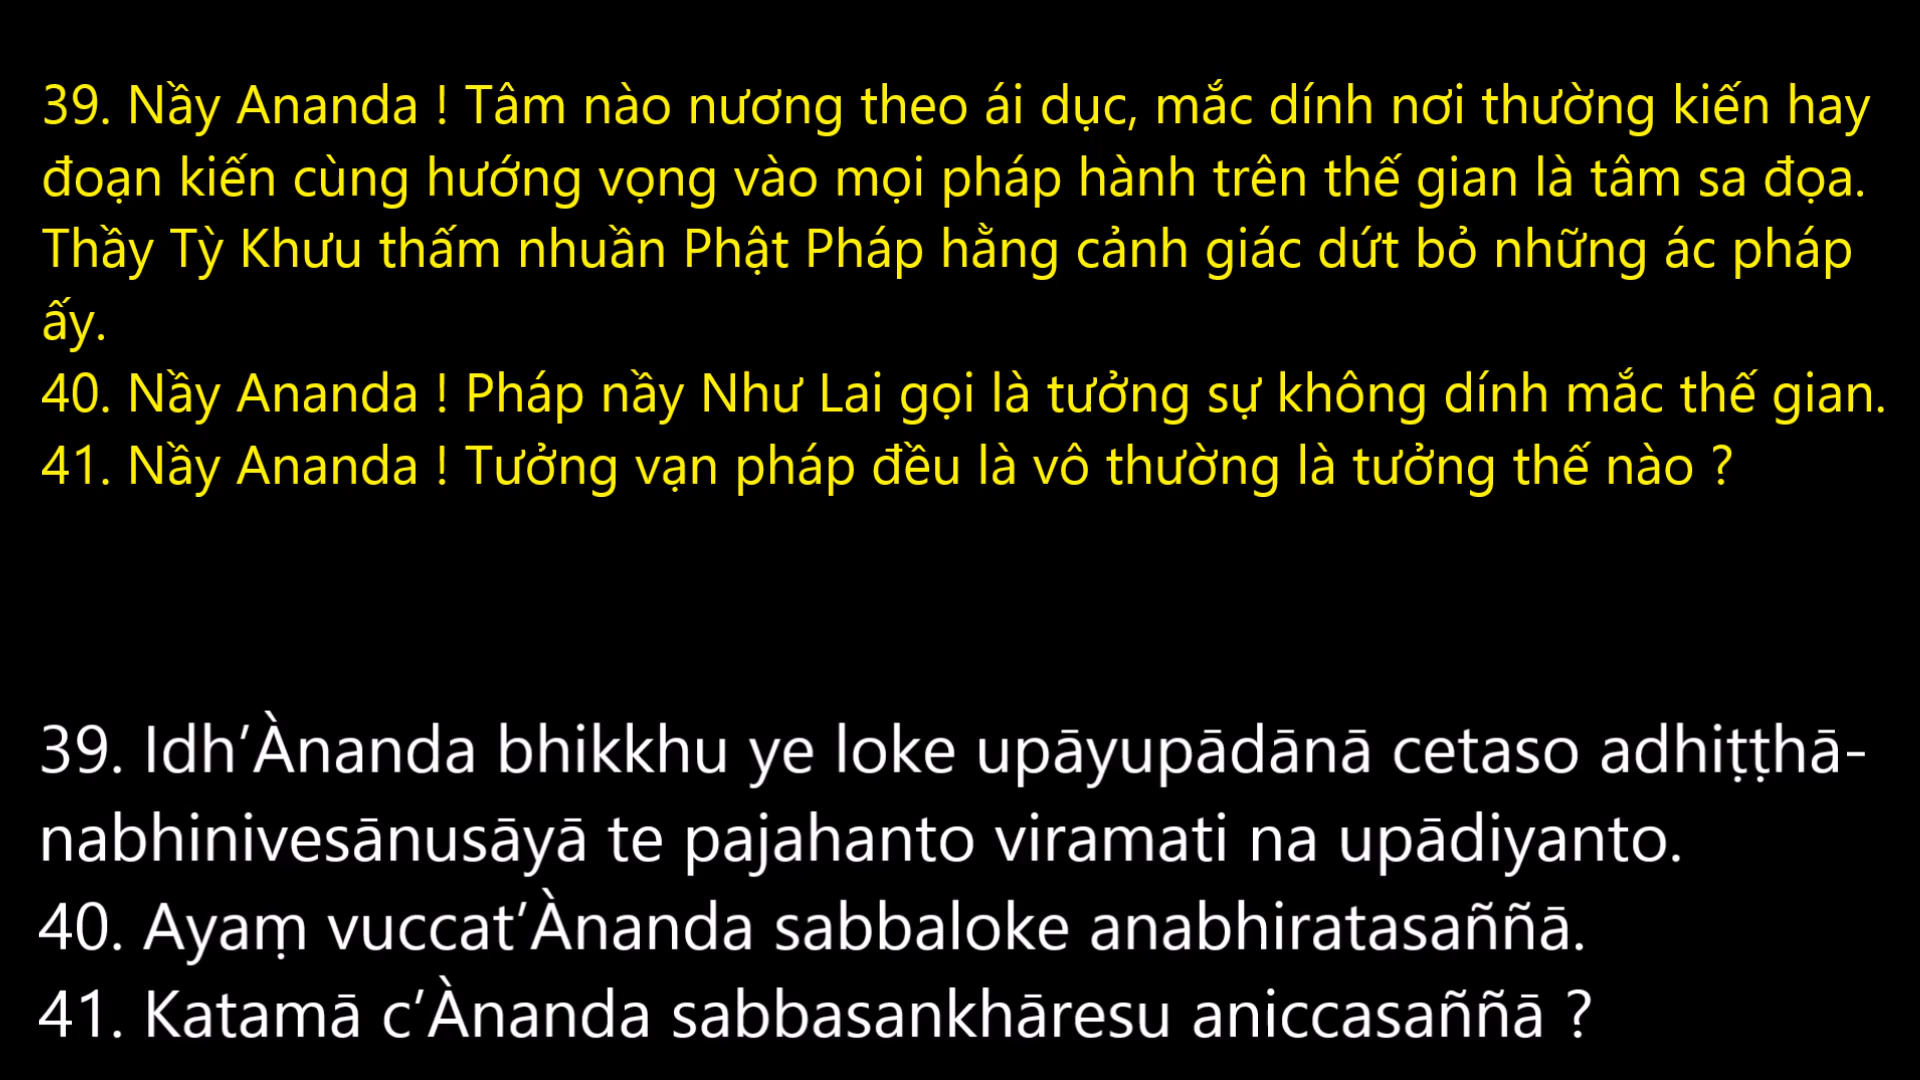 39. Nầy Ananda ! Tâm nào nương theo ái dục, mắc dính nơi thường kiến hay
đoạn kiến cùng hướng vọng vào mọi pháp hành trên thế gian là tâm sa đọa.
Thầy Tỳ Khưu thấm nhuần Phật Pháp hằng cảnh giác dứt bỏ những ác pháp
ấy.
40. Nầy Ananda ! Pháp nầy Như Lai gọi là tưởng sự không dính mắc thế gian.
41. Nầy Ananda ! Tưởng vạn pháp đều là vô thường là tưởng thế nào ?
39. Idh’Ànanda bhikkhu ye loke upāyupādānā cetaso adhiṭṭhā-
nabhinivesānusāyā te pajahanto viramati na upādiyanto.
40. Ayaṃ vuccat’Ànanda sabbaloke anabhiratasaññā.
41. Katamā c’Ànanda sabbasankhāresu aniccasaññā ?